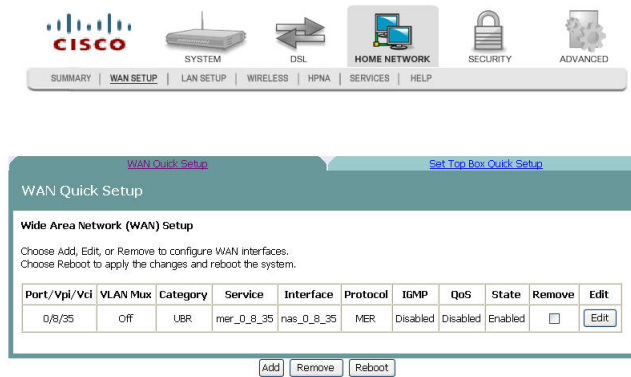 CISCO
SYSTEM DSL HOME NETWORK SECURITY ADVANCED
SUMMARY | WAN SETUP | LAN SETUP | WIRELESS | HPNA | SERVICES | HELP
WAN Quick Setup Set Top Box Quick Setup
WAN Quick Setup
Wide Area Network (WAN) Setup
Choose Add, Edit, or Remove to configure WAN interfaces.
Choose Reboot to apply the changes and reboot the system.
Port/Vpi/Vci VLAN Mux Category Service Interface Protocol IGMP QoS State Remove Edit
0/8/35 Off UBR mer_0_8_35 nas_0_8_35 MER Disabled Disabled Enabled Edit
Add Remove Reboot